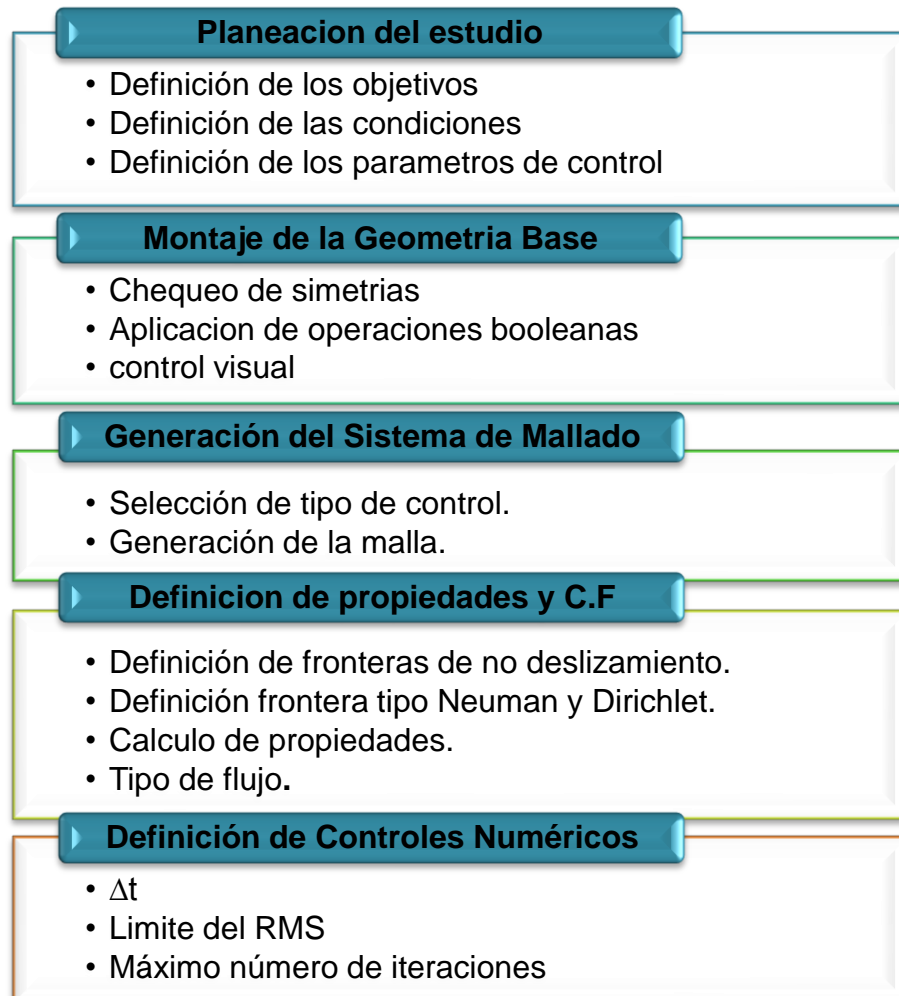 Planeacion del estudio
• Definición de los objetivos
• Definición de las condiciones
• Definición de los parametros de control
Montaje de la Geometria Base
• Chequeo de simetrias
• Aplicacion de operaciones booleanas
• control visual
Generación del Sistema de Mallado
• Selección de tipo de control.
• Generación de la malla.
Definicion de propiedades y C.F
• Definición de fronteras de no deslizamiento.
• Definición frontera tipo Neuman y Dirichlet.
• Calculo de propiedades.
• Tipo de flujo.
Definición de Controles Numéricos
• Δt
• Limite del RMS
• Máximo número de iteraciones